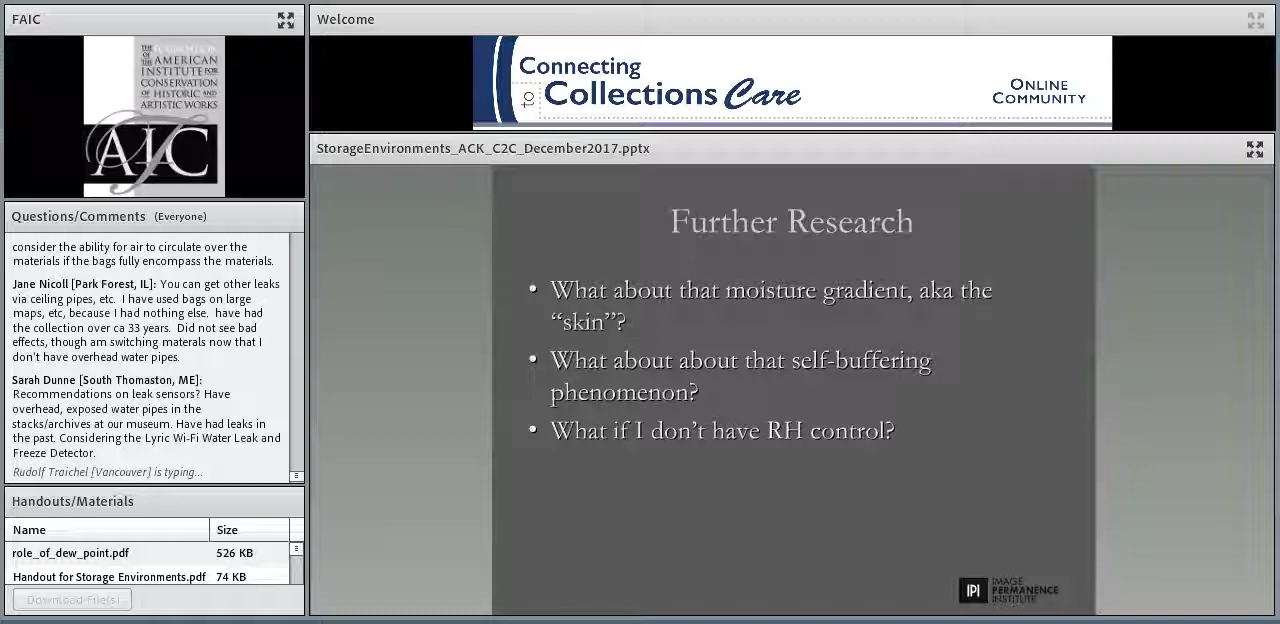 FAIC
THE FOUNDATION
OF THE AMERICAN
INSTITUTE FOR
CONSERVATION
OF HISTORIC AND
ARTISTIC WORKS
AIC
Welcome
Connecting
to Collections Care
ONLINE
COMMUNITY
Questions/Comments (Everyone)
consider the ability for air to circulate over the
materials if the bags fully encompass the materials.
Jane Nicoll [Park Forest, IL]: You can get other leaks
via ceiling pipes, etc. I have used bags on large
maps, etc, because I had nothing else. have had
the collection over ca 33 years. Did not see bad
effects, though am switching materals now that I
don't have overhead water pipes.
Sarah Dunne [South Thomaston, ME]:
Recommendations on leak sensors? Have
overhead, exposed water pipes in the
stacks/archives at our museum. Have had leaks in
the past. Considering the Lyric Wi-Fi Water Leak and
Freeze Detector.
Rudolf Traichel [Vancouver] is typing...
Handouts/Materials
Name Size
role_of_dew_point.pdf 526 KB
Handout for Storage Environments.pdf 74 KB
Download File(s)
StorageEnvironments_ACK_C2C_December2017.pptx
Further Research
• What about that moisture gradient, aka the
“skin”?
• What about about that self-buffering
phenomenon?
• What if I don’t have RH control?
IPI
IMAGE
PERMANENCE
INSTITUTE